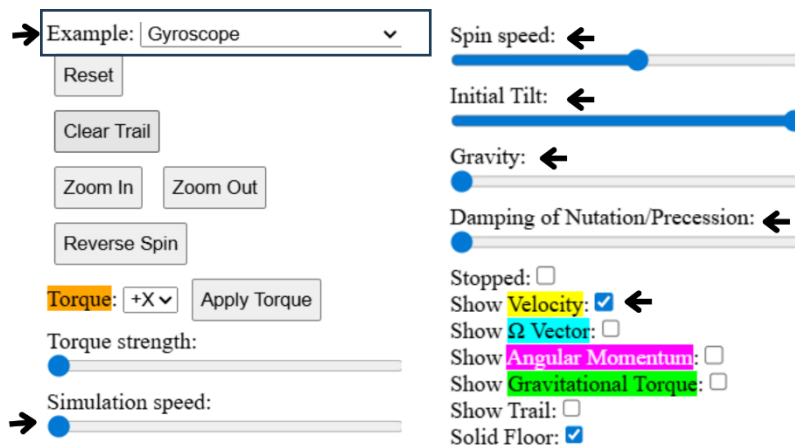 Example: Gyroscope
Reset
Clear Trail
Zoom In Zoom Out
Reverse Spin
Torque: +X Apply Torque
Torque strength:
Simulation speed:
Spin speed:
Initial Tilt:
Gravity:
Damping of Nutation/Precession:
Stopped:
Show Velocity:
Show Ω Vector:
Show Angular Momentum:
Show Gravitational Torque:
Show Trail:
Solid Floor: